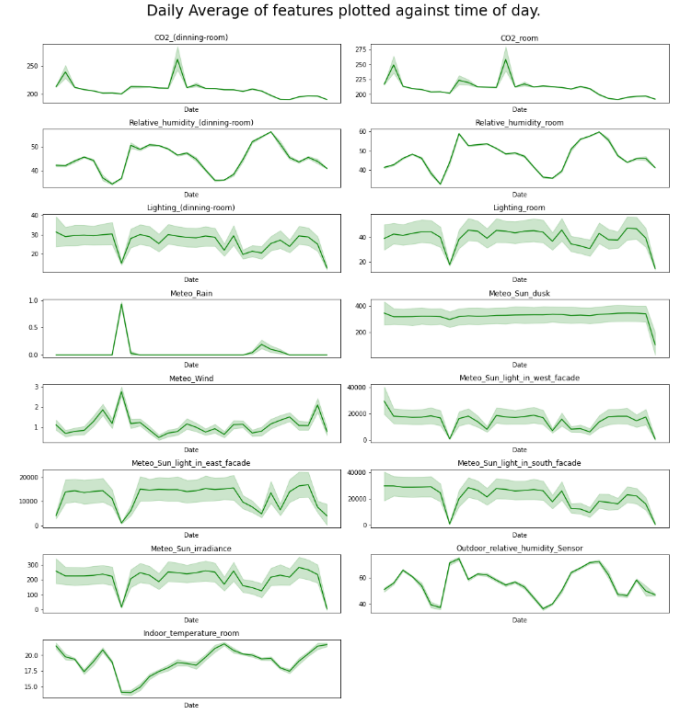 Daily Average of features plotted against time of day.
CO2_(dinning-room)
250
200
Date
CO2_room
275
250
225
200
Date
Relative_humidity_(dinning-room)
50
40
Date
Relative_humidity_room
60
50
40
Date
Lighting_(dinning-room)
40
30
20
Date
Lighting_room
40
20
Date
Meteo_Rain
1.0
0.5
0.0
Date
Meteo_Sun_dusk
400
200
Date
Meteo_Wind
3
2
1
Date
Meteo_Sun_light_in_west_facade
40000
20000
0
Date
Meteo_Sun_light_in_east_facade
20000
10000
0
Date
Meteo_Sun_light_in_south_facade
40000
20000
0
Date
Meteo_Sun_irradiance
300
200
100
0
Date
Outdoor_relative_humidity_Sensor
60
40
Date
Indoor_temperature_room
20.0
17.5
15.0
Date